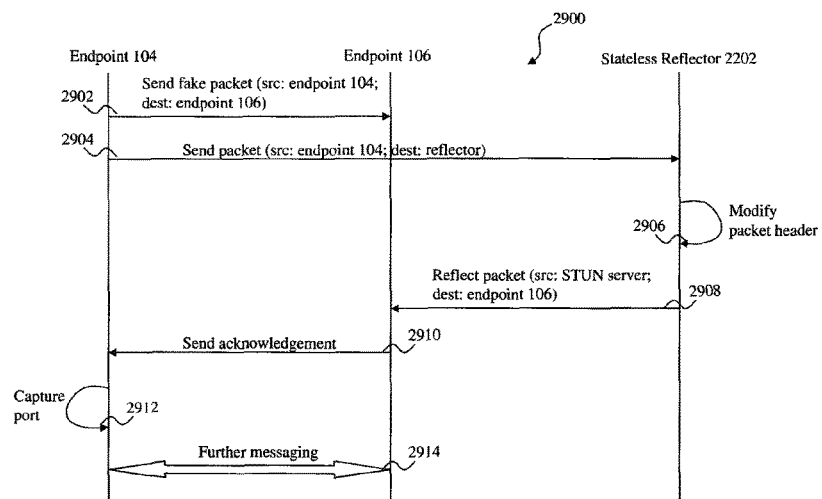 2900
Endpoint 104
Endpoint 106
Stateless Reflector 2202
Send fake packet (src: endpoint 104;
dest: endpoint 106)
2902
2904
Send packet (src: endpoint 104; dest: reflector)
Modify
packet header
2906
Reflect packet (src: STUN server;
dest: endpoint 106)
2908
Send acknowledgement
2910
Capture
port
2912
Further messaging
2914